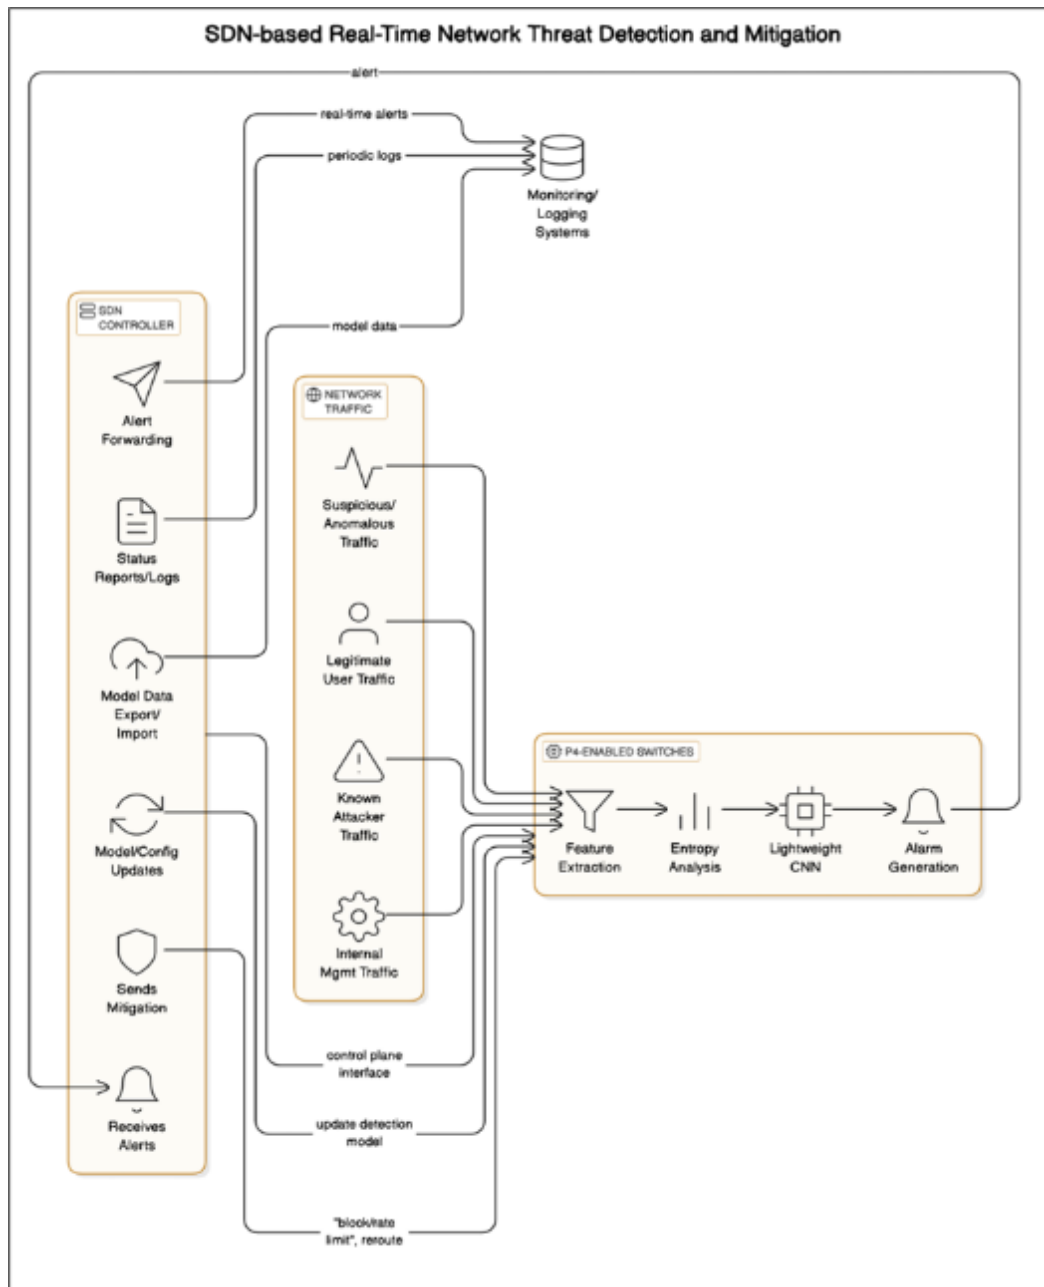 SDN-based Real-Time Network Threat Detection and Mitigation
alert
real-time alerts
periodic logs
Monitoring/
Logging
Systems
SDN
CONTROLLER
model data
Alert
Forwarding
NETWORK
TRAFFIC
Suspicious/
Anomalous
Traffic
Status
Reports/Logs
Legitimate
User Traffic
Model Data
Export/
Import
P4-ENABLED SWITCHES
Known
Attacker
Traffic
Model/Config
Updates
Feature
Extraction
Entropy
Analysis
Lightweight
CNN
Alarm
Generation
Internal
Mgmt Traffic
Sends
Mitigation
control plane
interface
Receives
Alerts
update detection
model
"block/rate
limit", reroute